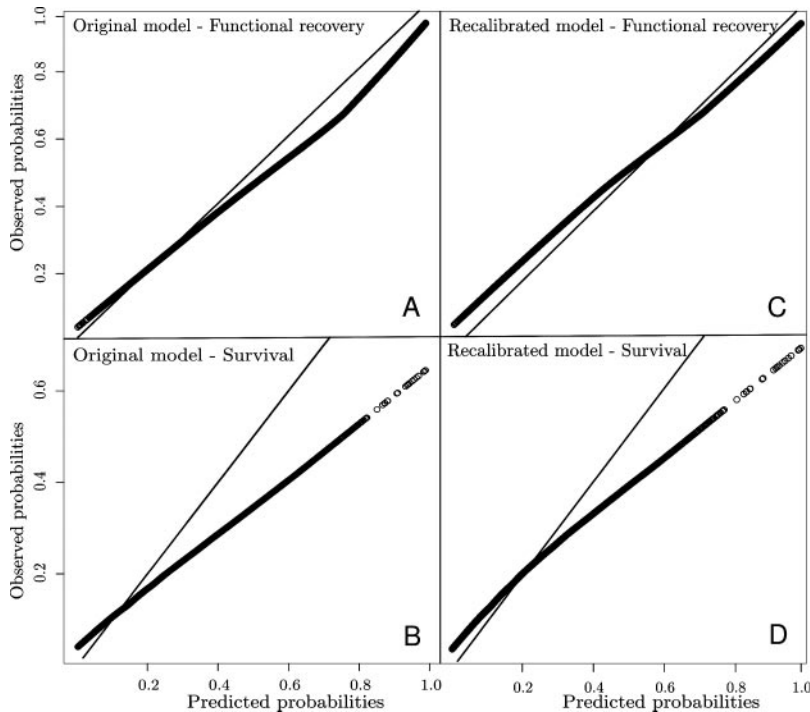 Original model - Functional recovery
Recalibrated model - Functional recovery
1.0
0.8
0.6
0.4
0.2
Observed probabilities
A
C
Original model - Survival
Recalibrated model - Survival
0.6
0.4
0.2
Observed probabilities
B
D
0.2
0.4
0.6
0.8
1.0
0.2
0.4
0.6
0.8
1.0
Predicted probabilities
Predicted probabilities